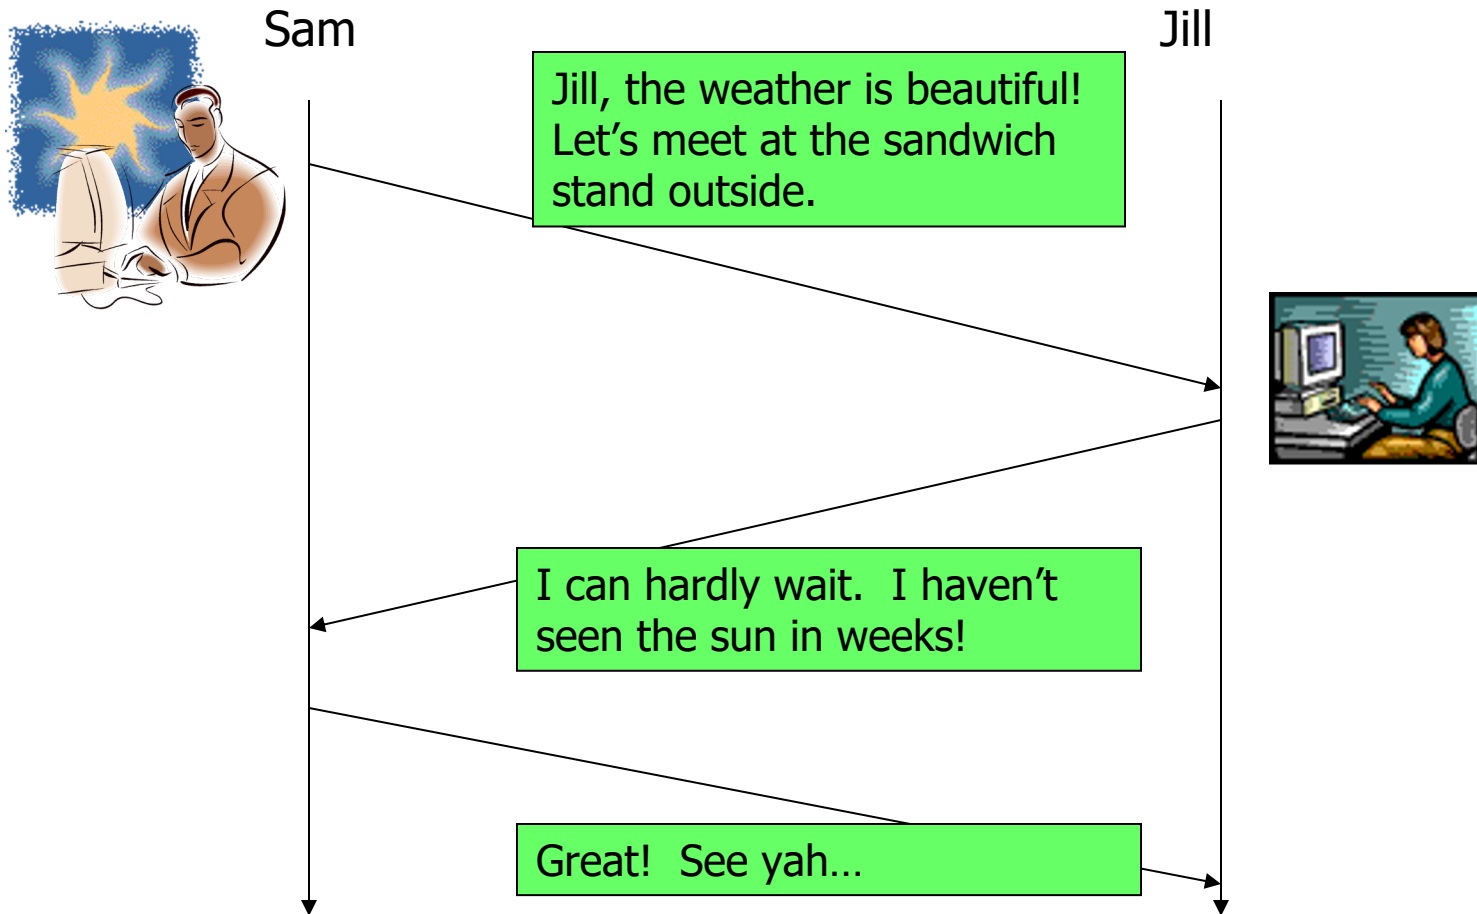 Sam
Jill
Jill, the weather is beautiful!
Let’s meet at the sandwich
stand outside.
I can hardly wait.  I haven’t
seen the sun in weeks!
Great!  See yah…